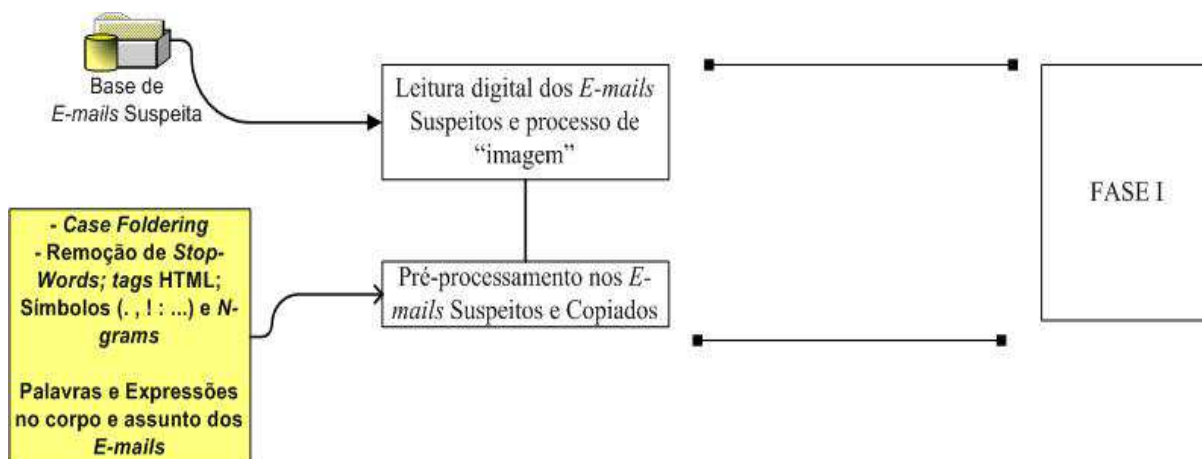 Base de
E-mails Suspeita
Leitura digital dos E-mails
Suspeitos e processo de
“imagem”
FASE I
- Case Foldering
- Remoção de Stop-
Words; tags HTML;
Símbolos (. , ! : ...) e N-
grams
Palavras e Expressões
no corpo e assunto dos
E-mails
Pré-processamento nos E-
mails Suspeitos e Copiados